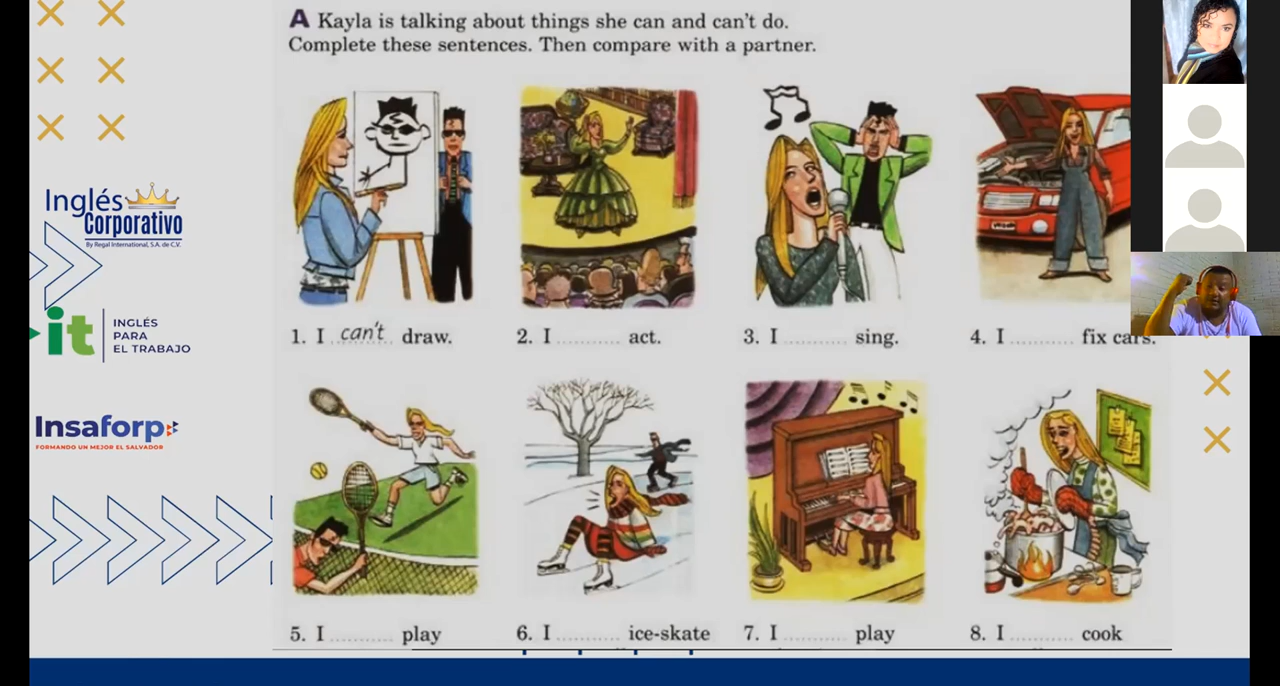 A Kayla is talking about things she can and can't do.
Complete these sentences. Then compare with a partner.
Inglés
Corporativo
By Regal International, S.A. de C.V.
1. I can't draw.
2. I ........... act.
3. I ........... sing.
4. I ........... fix cars.
it
INGLÉS
PARA
EL TRABAJO
Insaforp
FORMANDO UN MEJOR EL SALVADOR
5. I ........... play
6. I ........... ice-skate
7. I ........... play
8. I ........... cook